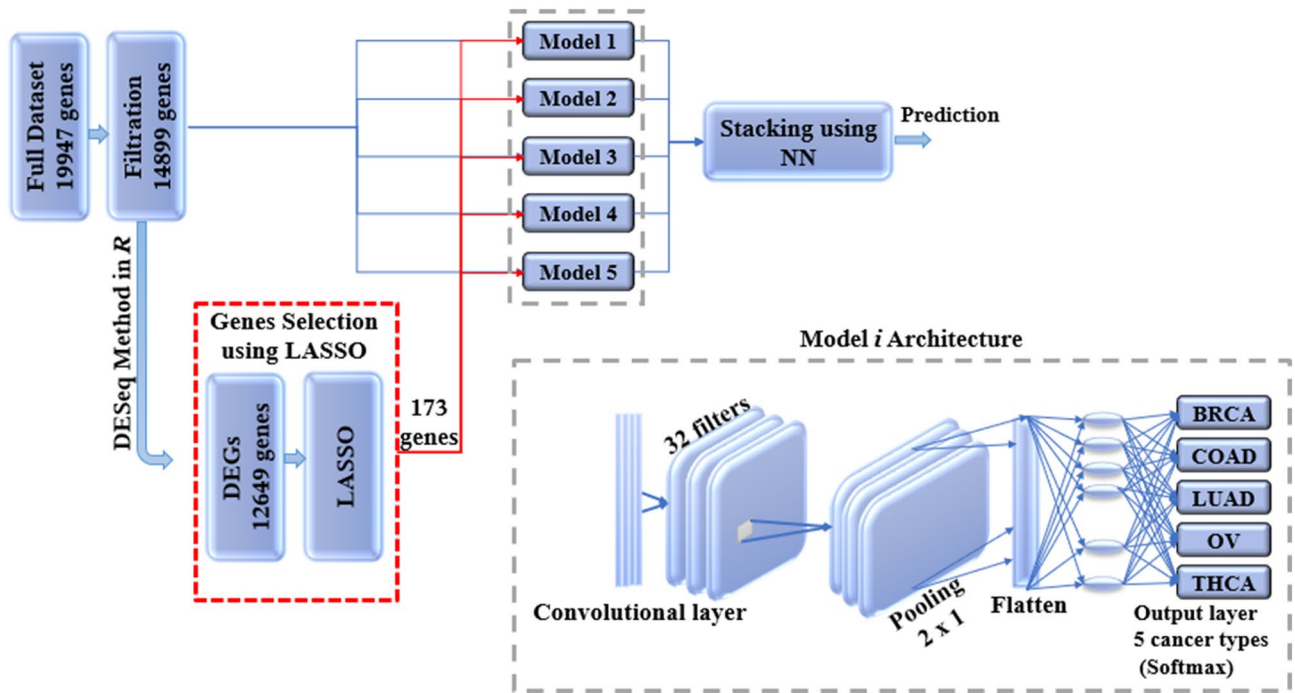 Full Dataset
19947 genes
Filtration
14899 genes
Model 1
Model 2
Model 3
Model 4
Model 5
Stacking using
NN
Prediction
DESeq Method in R
Genes Selection
using LASSO
DEGs
12649 genes
LASSO
173
genes
Model i Architecture
32 filters
Convolutional layer
Pooling
2 x 1
Flatten
BRCA
COAD
LUAD
OV
THCA
Output layer
5 cancer types
(Softmax)